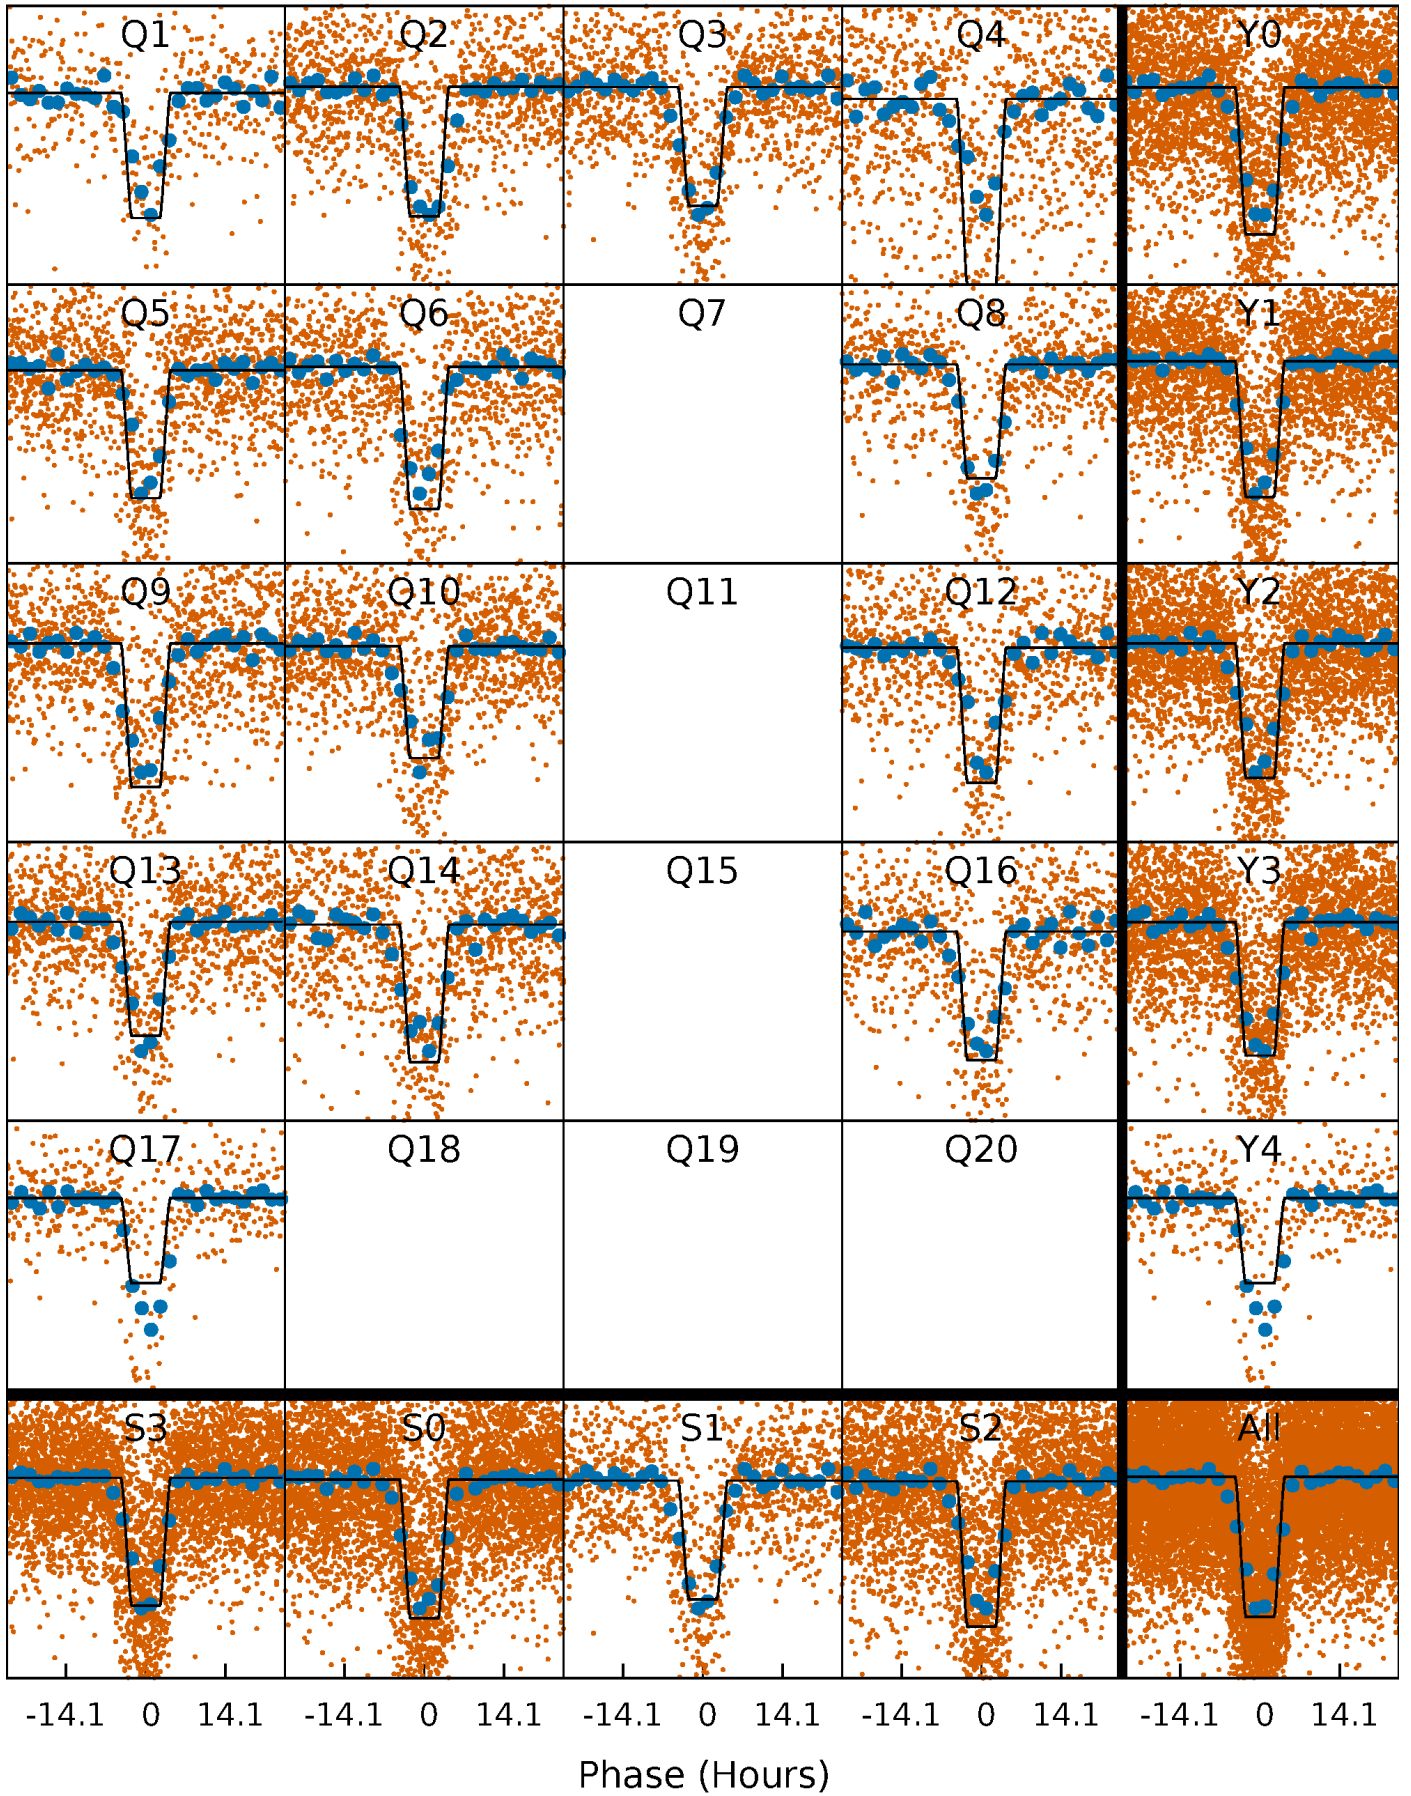 Q1 Q2 Q3 Q4 Y0
Q5 Q6 Q7 Q8 Y1
Q9 Q10 Q11 Q12 Y2
Q13 Q14 Q15 Q16 Y3
Q17 Q18 Q19 Q20 Y4
S3 S0 S1 S2 All
-14.1 0 14.1 -14.1 0 14.1 -14.1 0 14.1 -14.1 0 14.1 -14.1 0 14.1
Phase (Hours)